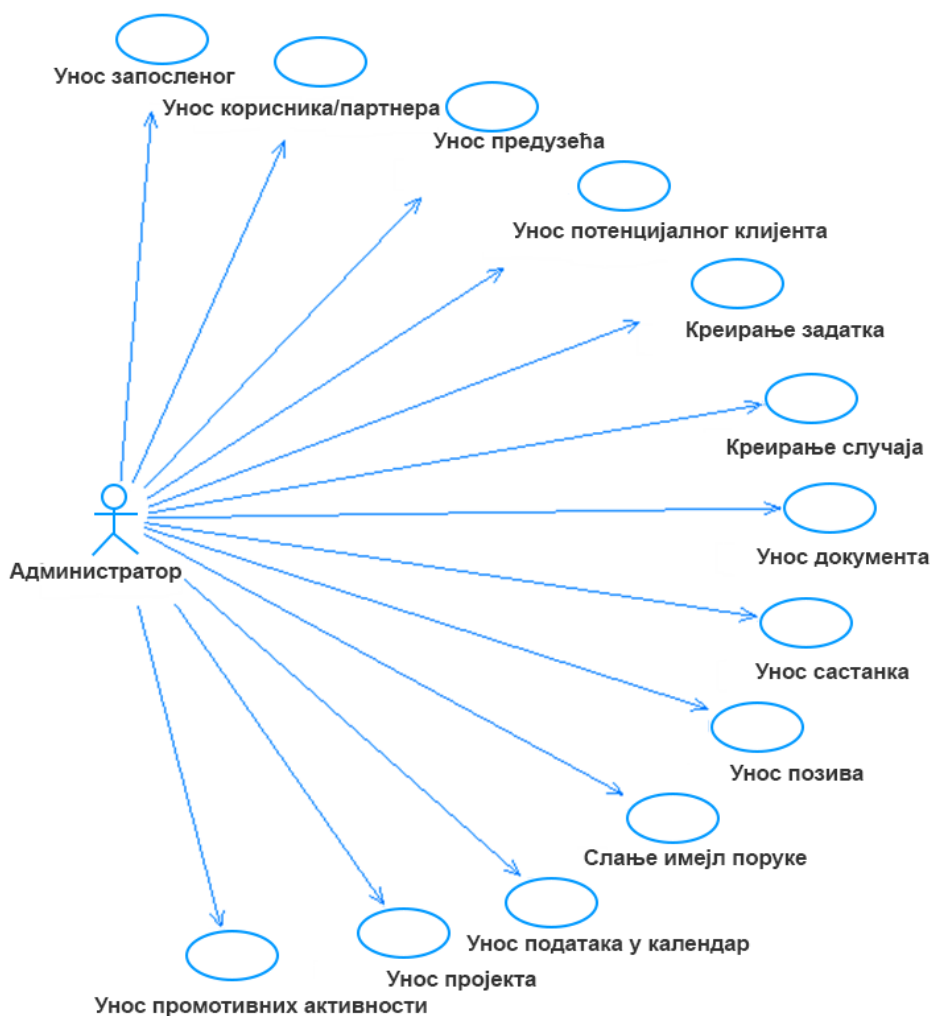 Унос запосленог
Унос корисника/партнера
Унос предузећа
Унос потенцијалног клијента
Креирање задатка
Креирање случаја
Унос документа
Администратор
Унос састанка
Унос позива
Слање имејл поруке
Унос података у календар
Унос пројекта
Унос промотивних активности